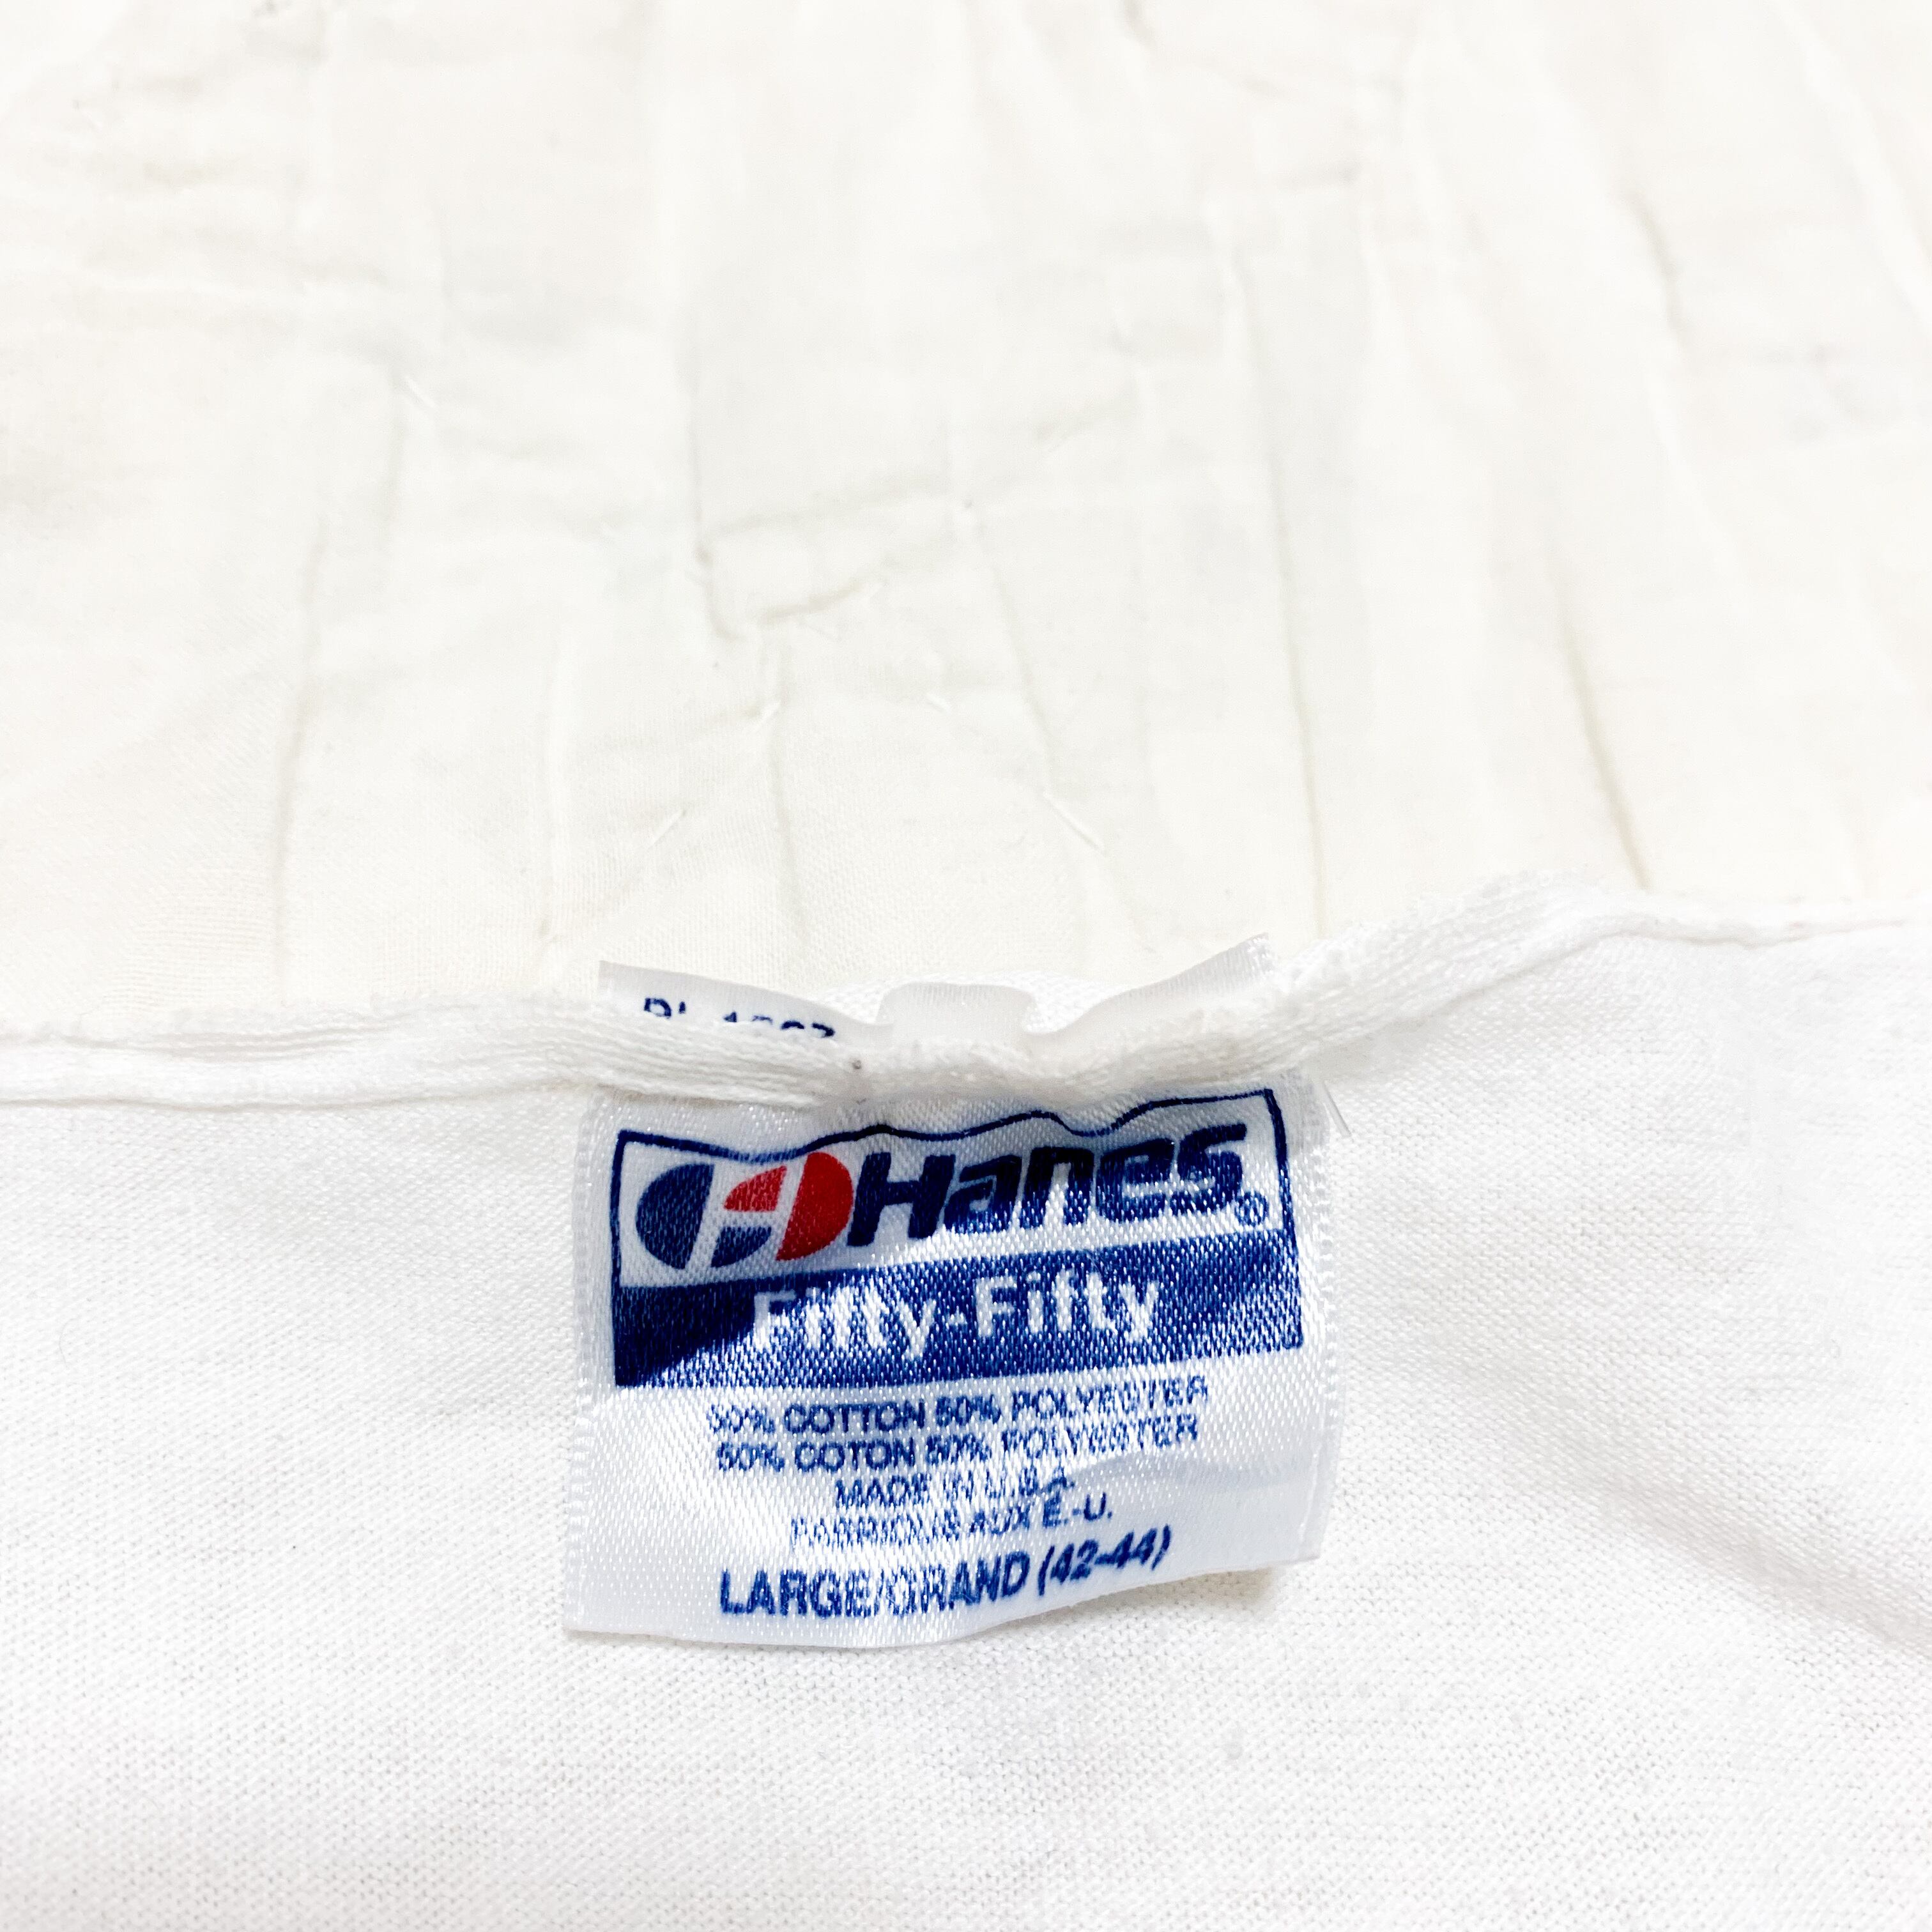 Hanes®
Fifty-Fifty
50% COTTON 50% POLYESTER
50% COTON 50% POLYESTER
MADE IN U.S.A.
FABRIQUÉ AUX É.-U.
LARGE/GRAND (42-44)